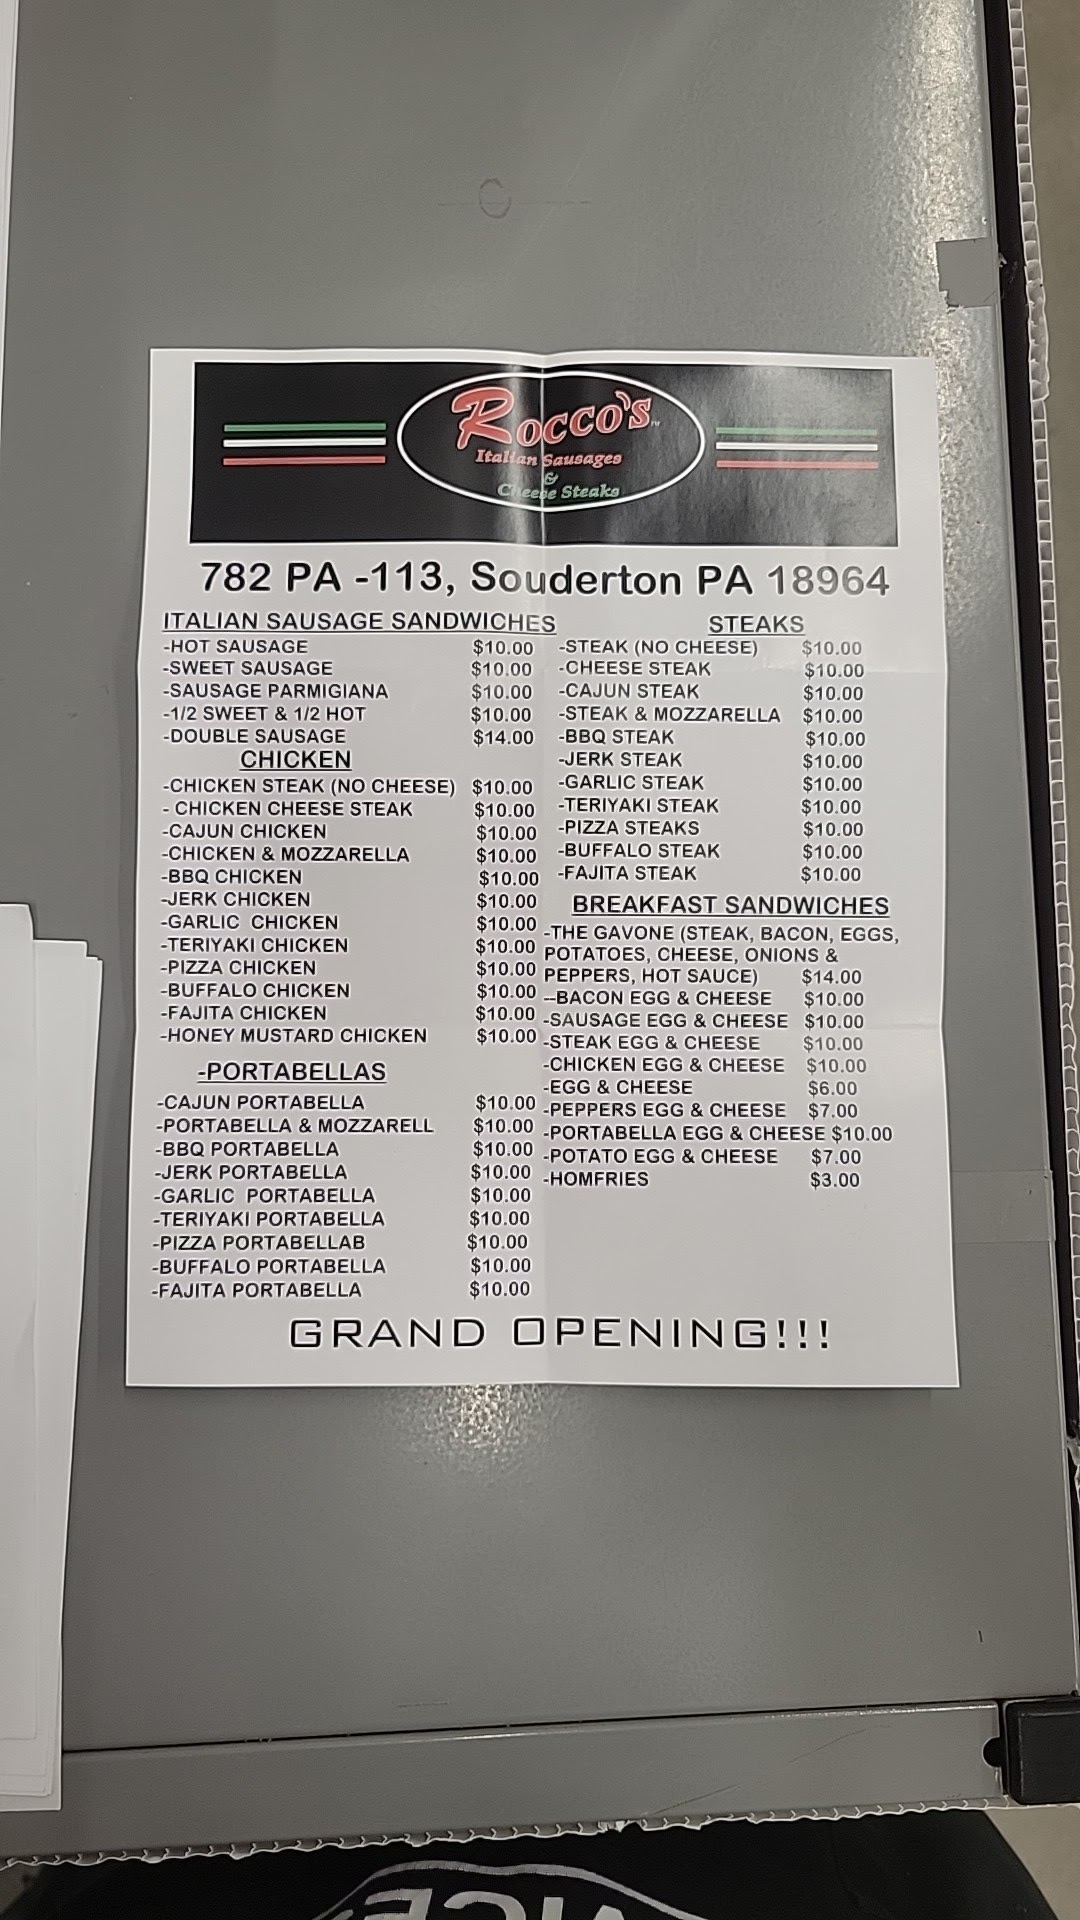 Rocco's
Italian Sausages
&
Cheese Steaks
782 PA -113, Souderton PA 18964
ITALIAN SAUSAGE SANDWICHES
-HOT SAUSAGE $10.00
-SWEET SAUSAGE $10.00
-SAUSAGE PARMIGIANA $10.00
-1/2 SWEET & 1/2 HOT $10.00
-DOUBLE SAUSAGE $14.00
CHICKEN
-CHICKEN STEAK (NO CHEESE) $10.00
- CHICKEN CHEESE STEAK $10.00
-CAJUN CHICKEN $10.00
-CHICKEN & MOZZARELLA $10.00
-BBQ CHICKEN $10.00
-JERK CHICKEN $10.00
-GARLIC CHICKEN $10.00
-TERIYAKI CHICKEN $10.00
-PIZZA CHICKEN $10.00
-BUFFALO CHICKEN $10.00
-FAJITA CHICKEN $10.00
-HONEY MUSTARD CHICKEN $10.00
-PORTABELLAS
-CAJUN PORTABELLA $10.00
-PORTABELLA & MOZZARELL $10.00
-BBQ PORTABELLA $10.00
-JERK PORTABELLA $10.00
-GARLIC PORTABELLA $10.00
-TERIYAKI PORTABELLA $10.00
-PIZZA PORTABELLAB $10.00
-BUFFALO PORTABELLA $10.00
-FAJITA PORTABELLA $10.00
STEAKS
-STEAK (NO CHEESE) $10.00
-CHEESE STEAK $10.00
-CAJUN STEAK $10.00
-STEAK & MOZZARELLA $10.00
-BBQ STEAK $10.00
-JERK STEAK $10.00
-GARLIC STEAK $10.00
-TERIYAKI STEAK $10.00
-PIZZA STEAKS $10.00
-BUFFALO STEAK $10.00
-FAJITA STEAK $10.00
BREAKFAST SANDWICHES
-THE GAVONE (STEAK, BACON, EGGS,
POTATOES, CHEESE, ONIONS &
PEPPERS, HOT SAUCE) $14.00
--BACON EGG & CHEESE $10.00
-SAUSAGE EGG & CHEESE $10.00
-STEAK EGG & CHEESE $10.00
-CHICKEN EGG & CHEESE $10.00
-EGG & CHEESE $6.00
-PEPPERS EGG & CHEESE $7.00
-PORTABELLA EGG & CHEESE $10.00
-POTATO EGG & CHEESE $7.00
-HOMFRIES $3.00
GRAND OPENING!!!